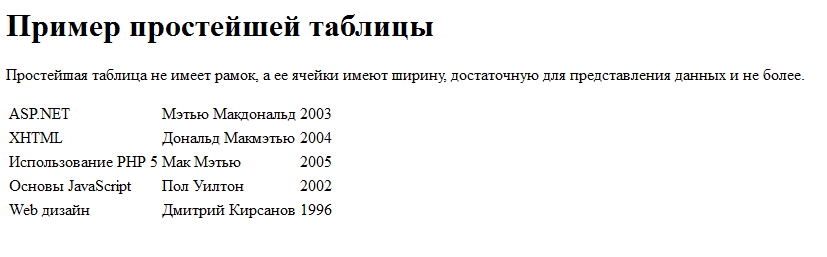 Пример простейшей таблицы
Простейшая таблица не имеет рамок, а ее ячейки имеют ширину, достаточную для представления данных и не более.
ASP.NET Мэтью Макдональд 2003
XHTML Дональд Макмэтью 2004
Использование PHP 5 Мак Мэтью 2005
Основы JavaScript Пол Уилтон 2002
Web дизайн Дмитрий Кирсанов 1996